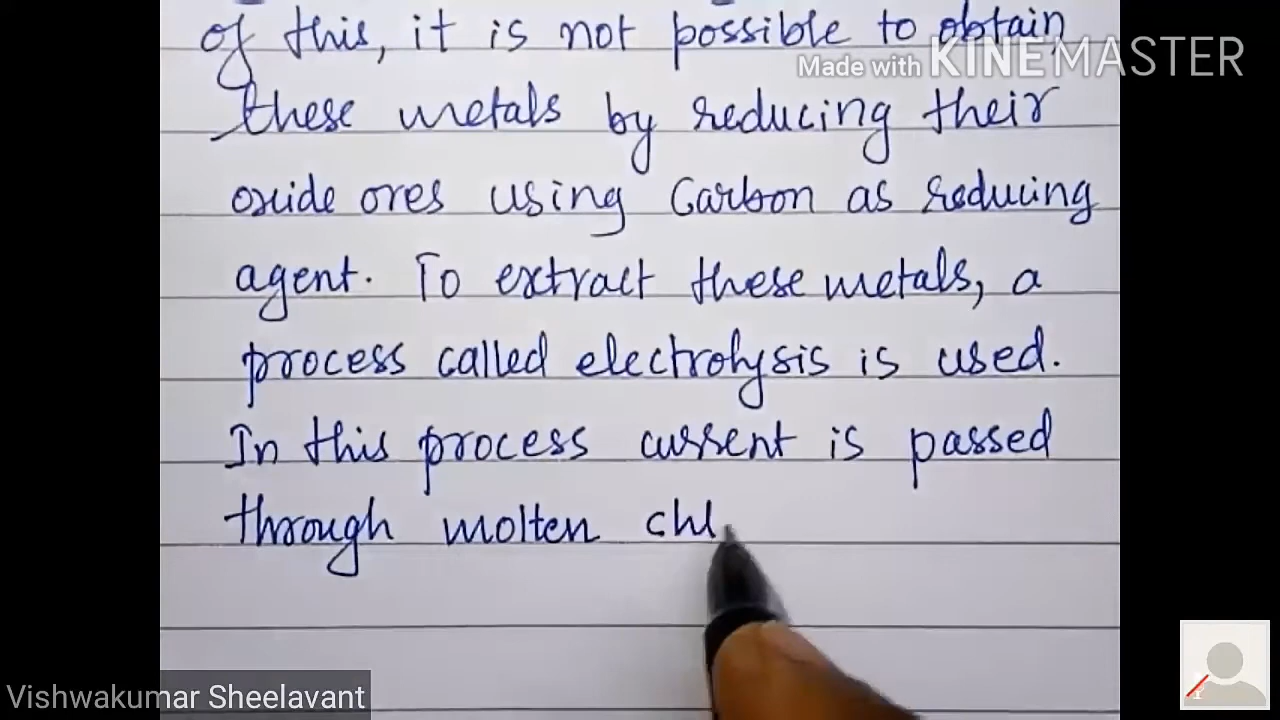 of this, it is not possible to obtain
Made with KINEMASTER
these metals by reducing their
oxide ores using Carbon as reducing
agent. To extract these metals, a
process called electrolysis is used.
In this process current is passed
through molten chl
Vishwakumar Sheelavant